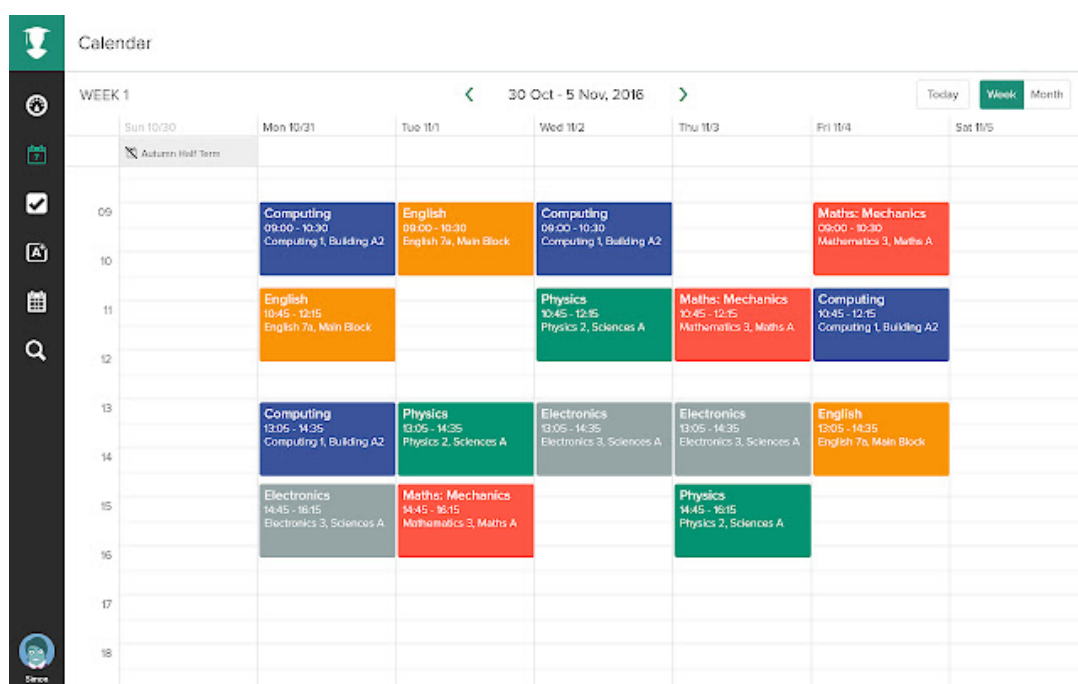 Calendar
WEEK 1
30 Oct - 5 Nov, 2016
Today
Week
Month
Sun 10/30
Mon 10/31
Tue 11/1
Wed 11/2
Thu 11/3
Fri 11/4
Sat 11/5
7
Autumn Half Term
09
10
11
12
13
14
15
16
17
18
Computing
09:00 - 10:30
Computing 1, Building A2
English
09:00 - 10:30
English 7a, Main Block
Computing
09:00 - 10:30
Computing 1, Building A2
Maths: Mechanics
09:00 - 10:30
Mathematics 3, Maths A
English
10:45 - 12:15
English 7a, Main Block
Physics
10:45 - 12:15
Physics 2, Sciences A
Maths: Mechanics
10:45 - 12:15
Mathematics 3, Maths A
Computing
10:45 - 12:15
Computing 1, Building A2
Computing
13:05 - 14:35
Computing 1, Building A2
Physics
13:05 - 14:35
Physics 2, Sciences A
Electronics
13:05 - 14:35
Electronics 3, Sciences A
Electronics
13:05 - 14:35
Electronics 3, Sciences A
English
13:05 - 14:35
English 7a, Main Block
Electronics
14:45 - 16:15
Electronics 3, Sciences A
Maths: Mechanics
14:45 - 16:15
Mathematics 3, Maths A
Physics
14:45 - 16:15
Physics 2, Sciences A
A+
Simon